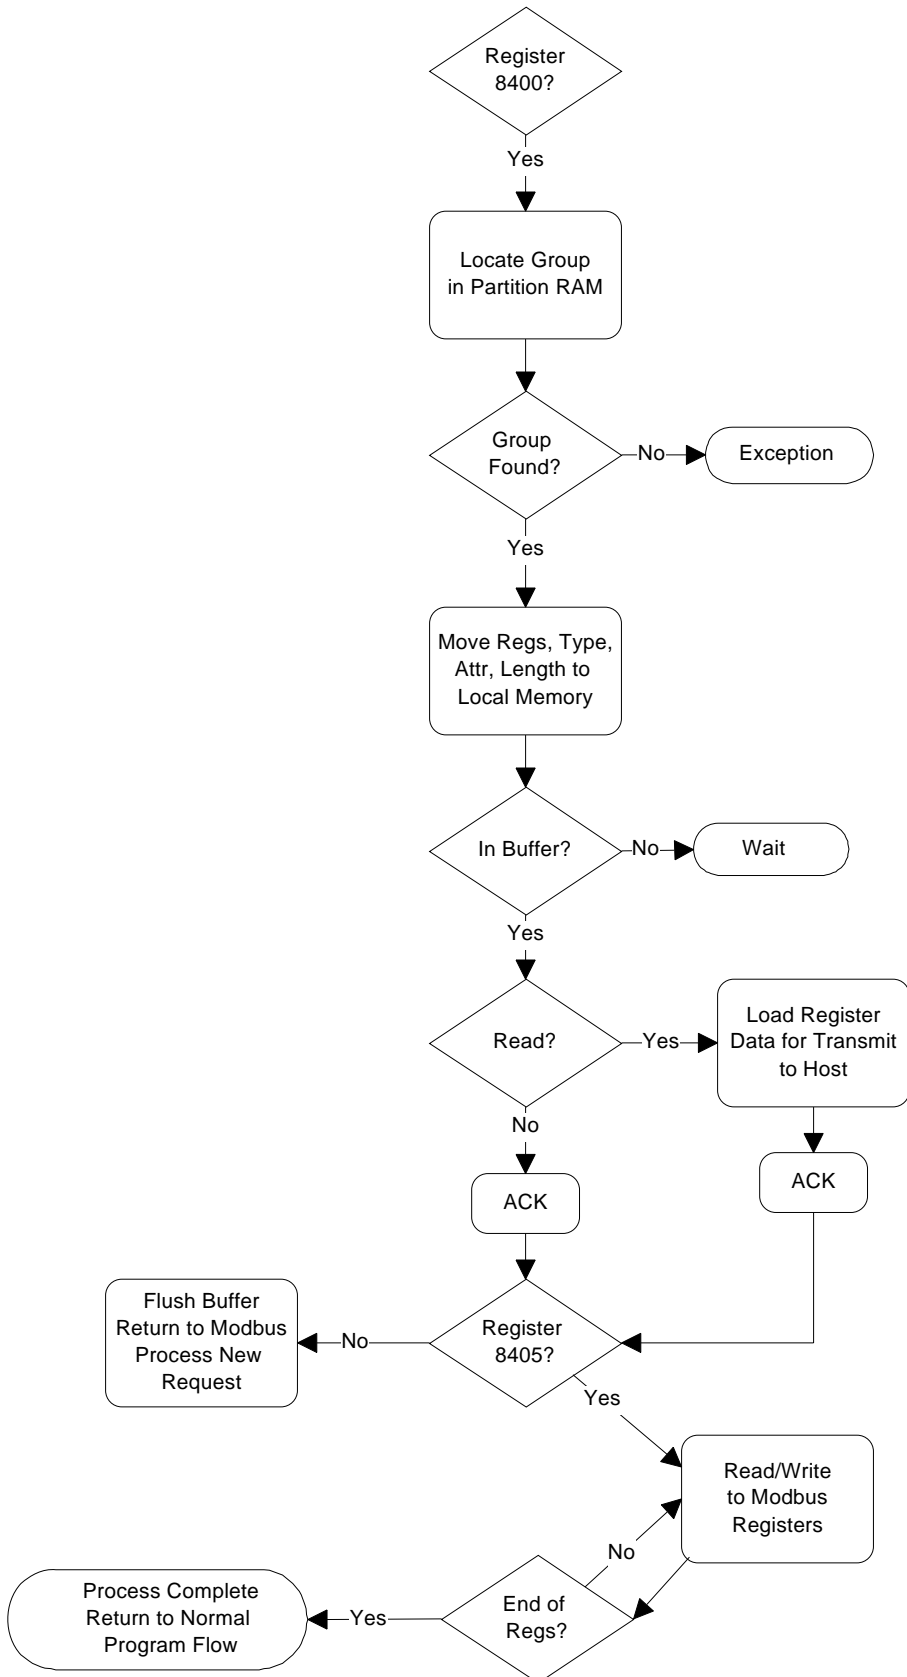 Register
8400?
Yes
Locate Group
in Partition RAM
Group
Found?
No
Exception
Yes
Move Regs, Type,
Attr, Length to
Local Memory
In Buffer?
No
Wait
Yes
Read?
Yes
Load Register
Data for Transmit
to Host
No
ACK
ACK
Register
8405?
No
Flush Buffer
Return to Modbus
Process New
Request
Yes
Read/Write
to Modbus
Registers
No
End of
Regs?
Yes
Process Complete
Return to Normal
Program Flow